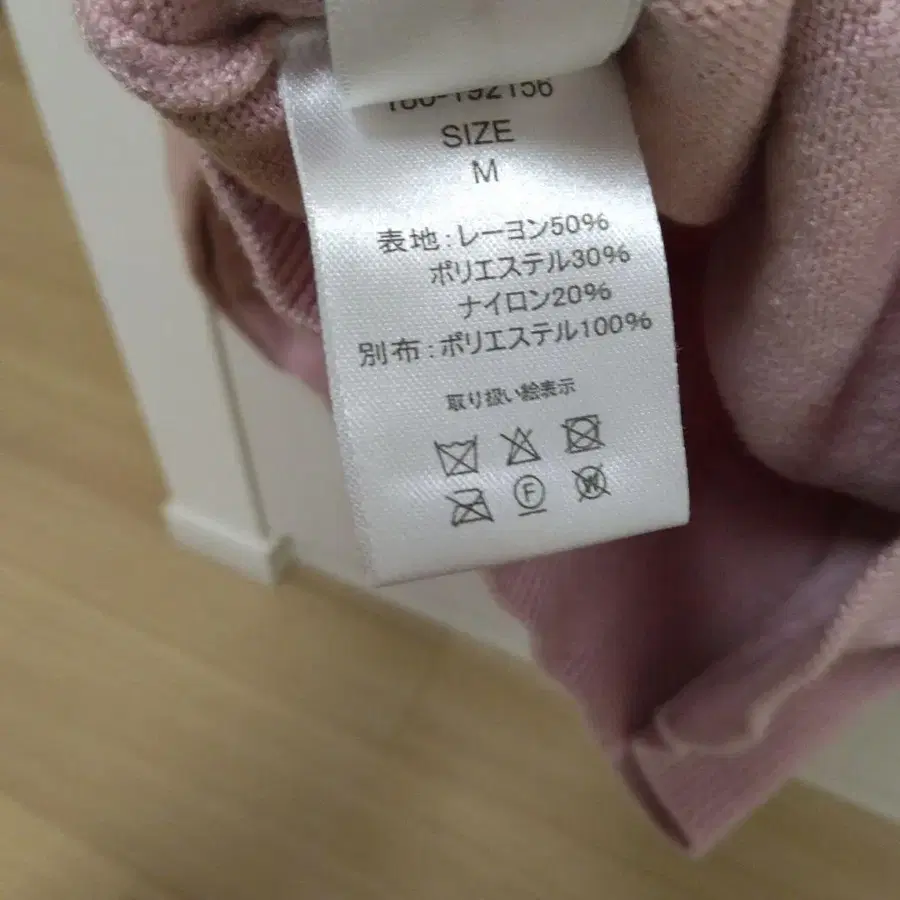 192156
SIZE
M
表地:レーヨン50%
ポリエステル30%
ナイロン20%
別布:ポリエステル100%
取り扱い絵表示
F
W